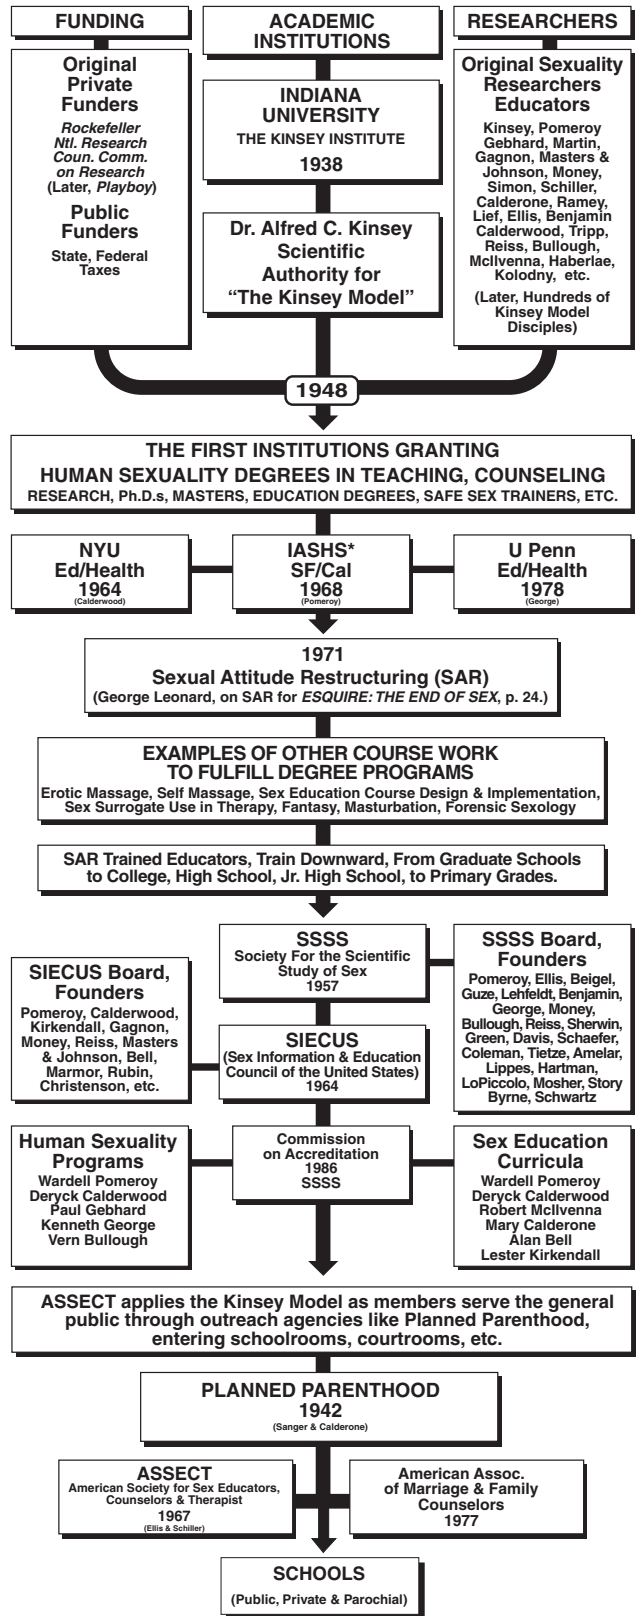 FUNDING
Original
Private
Funders
Rockefeller
Ntl. Research
Coun. Comm.
on Research
(Later, Playboy)
Public
Funders
State, Federal
Taxes
ACADEMIC
INSTITUTIONS
INDIANA
UNIVERSITY
THE KINSEY INSTITUTE
1938
Dr. Alfred C. Kinsey
Scientific
Authority for
“The Kinsey Model”
RESEARCHERS
Original Sexuality
Researchers
Educators
Kinsey, Pomeroy
Gebhard, Martin,
Gagnon, Masters &
Johnson, Money,
Simon, Schiller,
Calderone, Ramey,
Lief, Ellis, Benjamin
Calderwood, Tripp,
Reiss, Bullough,
McIlvenna, Haberlae,
Kolodny, etc.
(Later, Hundreds of
Kinsey Model
Disciples)
1948
THE FIRST INSTITUTIONS GRANTING
HUMAN SEXUALITY DEGREES IN TEACHING, COUNSELING
RESEARCH, Ph.D.s, MASTERS, EDUCATION DEGREES, SAFE SEX TRAINERS, ETC.
NYU
Ed/Health
1964
(Calderwood)
IASHS*
SF/Cal
1968
(Pomeroy)
U Penn
Ed/Health
1978
(George)
1971
Sexual Attitude Restructuring (SAR)
(George Leonard, on SAR for ESQUIRE: THE END OF SEX, p. 24.)
EXAMPLES OF OTHER COURSE WORK
TO FULFILL DEGREE PROGRAMS
Erotic Massage, Self Massage, Sex Education Course Design & Implementation,
Sex Surrogate Use in Therapy, Fantasy, Masturbation, Forensic Sexology
SAR Trained Educators, Train Downward, From Graduate Schools
to College, High School, Jr. High School, to Primary Grades.
SIECUS Board,
Founders
Pomeroy, Calderwood,
Kirkendall, Gagnon,
Money, Reiss, Masters
& Johnson, Bell,
Marmor, Rubin,
Christenson, etc.
SSSS
Society For the Scientific
Study of Sex
1957
SIECUS
(Sex Information & Education
Council of the United States)
1964
SSSS Board,
Founders
Pomeroy, Ellis, Beigel,
Guze, Lehfeldt, Benjamin,
George, Money,
Bullough, Reiss, Sherwin,
Green, Davis, Schaefer,
Coleman, Tietze, Amelar,
Lippes, Hartman,
LoPiccolo, Mosher, Story
Byrne, Schwartz
Human Sexuality
Programs
Wardell Pomeroy
Deryck Calderwood
Paul Gebhard
Kenneth George
Vern Bullough
Commission
on Accreditation
1986
SSSS
Sex Education
Curricula
Wardell Pomeroy
Deryck Calderwood
Robert McIlvenna
Mary Calderone
Alan Bell
Lester Kirkendall
ASSECT applies the Kinsey Model as members serve the general
public through outreach agencies like Planned Parenthood,
entering schoolrooms, courtrooms, etc.
PLANNED PARENTHOOD
1942
(Sanger & Calderone)
ASSECT
American Society for Sex Educators,
Counselors & Therapist
1967
(Ellis & Schiller)
American Assoc.
of Marriage & Family
Counselors
1977
SCHOOLS
(Public, Private & Parochial)